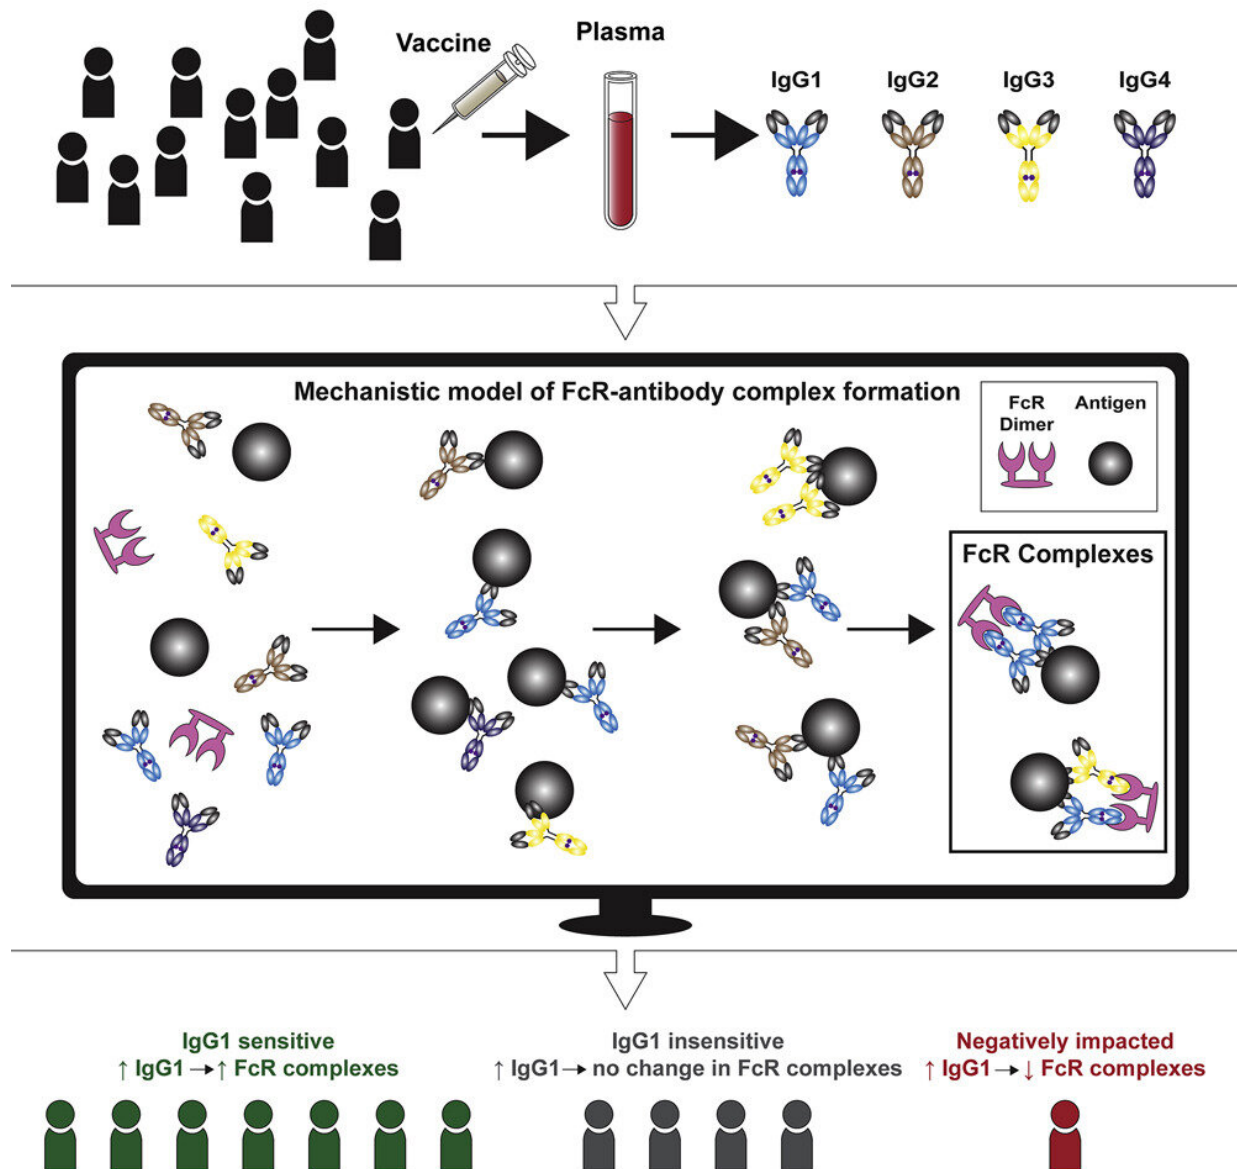 Vaccine
Plasma
IgG1
IgG2
IgG3
IgG4
Mechanistic model of FcR-antibody complex formation
FcR
Dimer
Antigen
FcR Complexes
IgG1 sensitive
↑ IgG1 → ↑ FcR complexes
IgG1 insensitive
↑ IgG1 → no change in FcR complexes
Negatively impacted
↑ IgG1 → ↓ FcR complexes